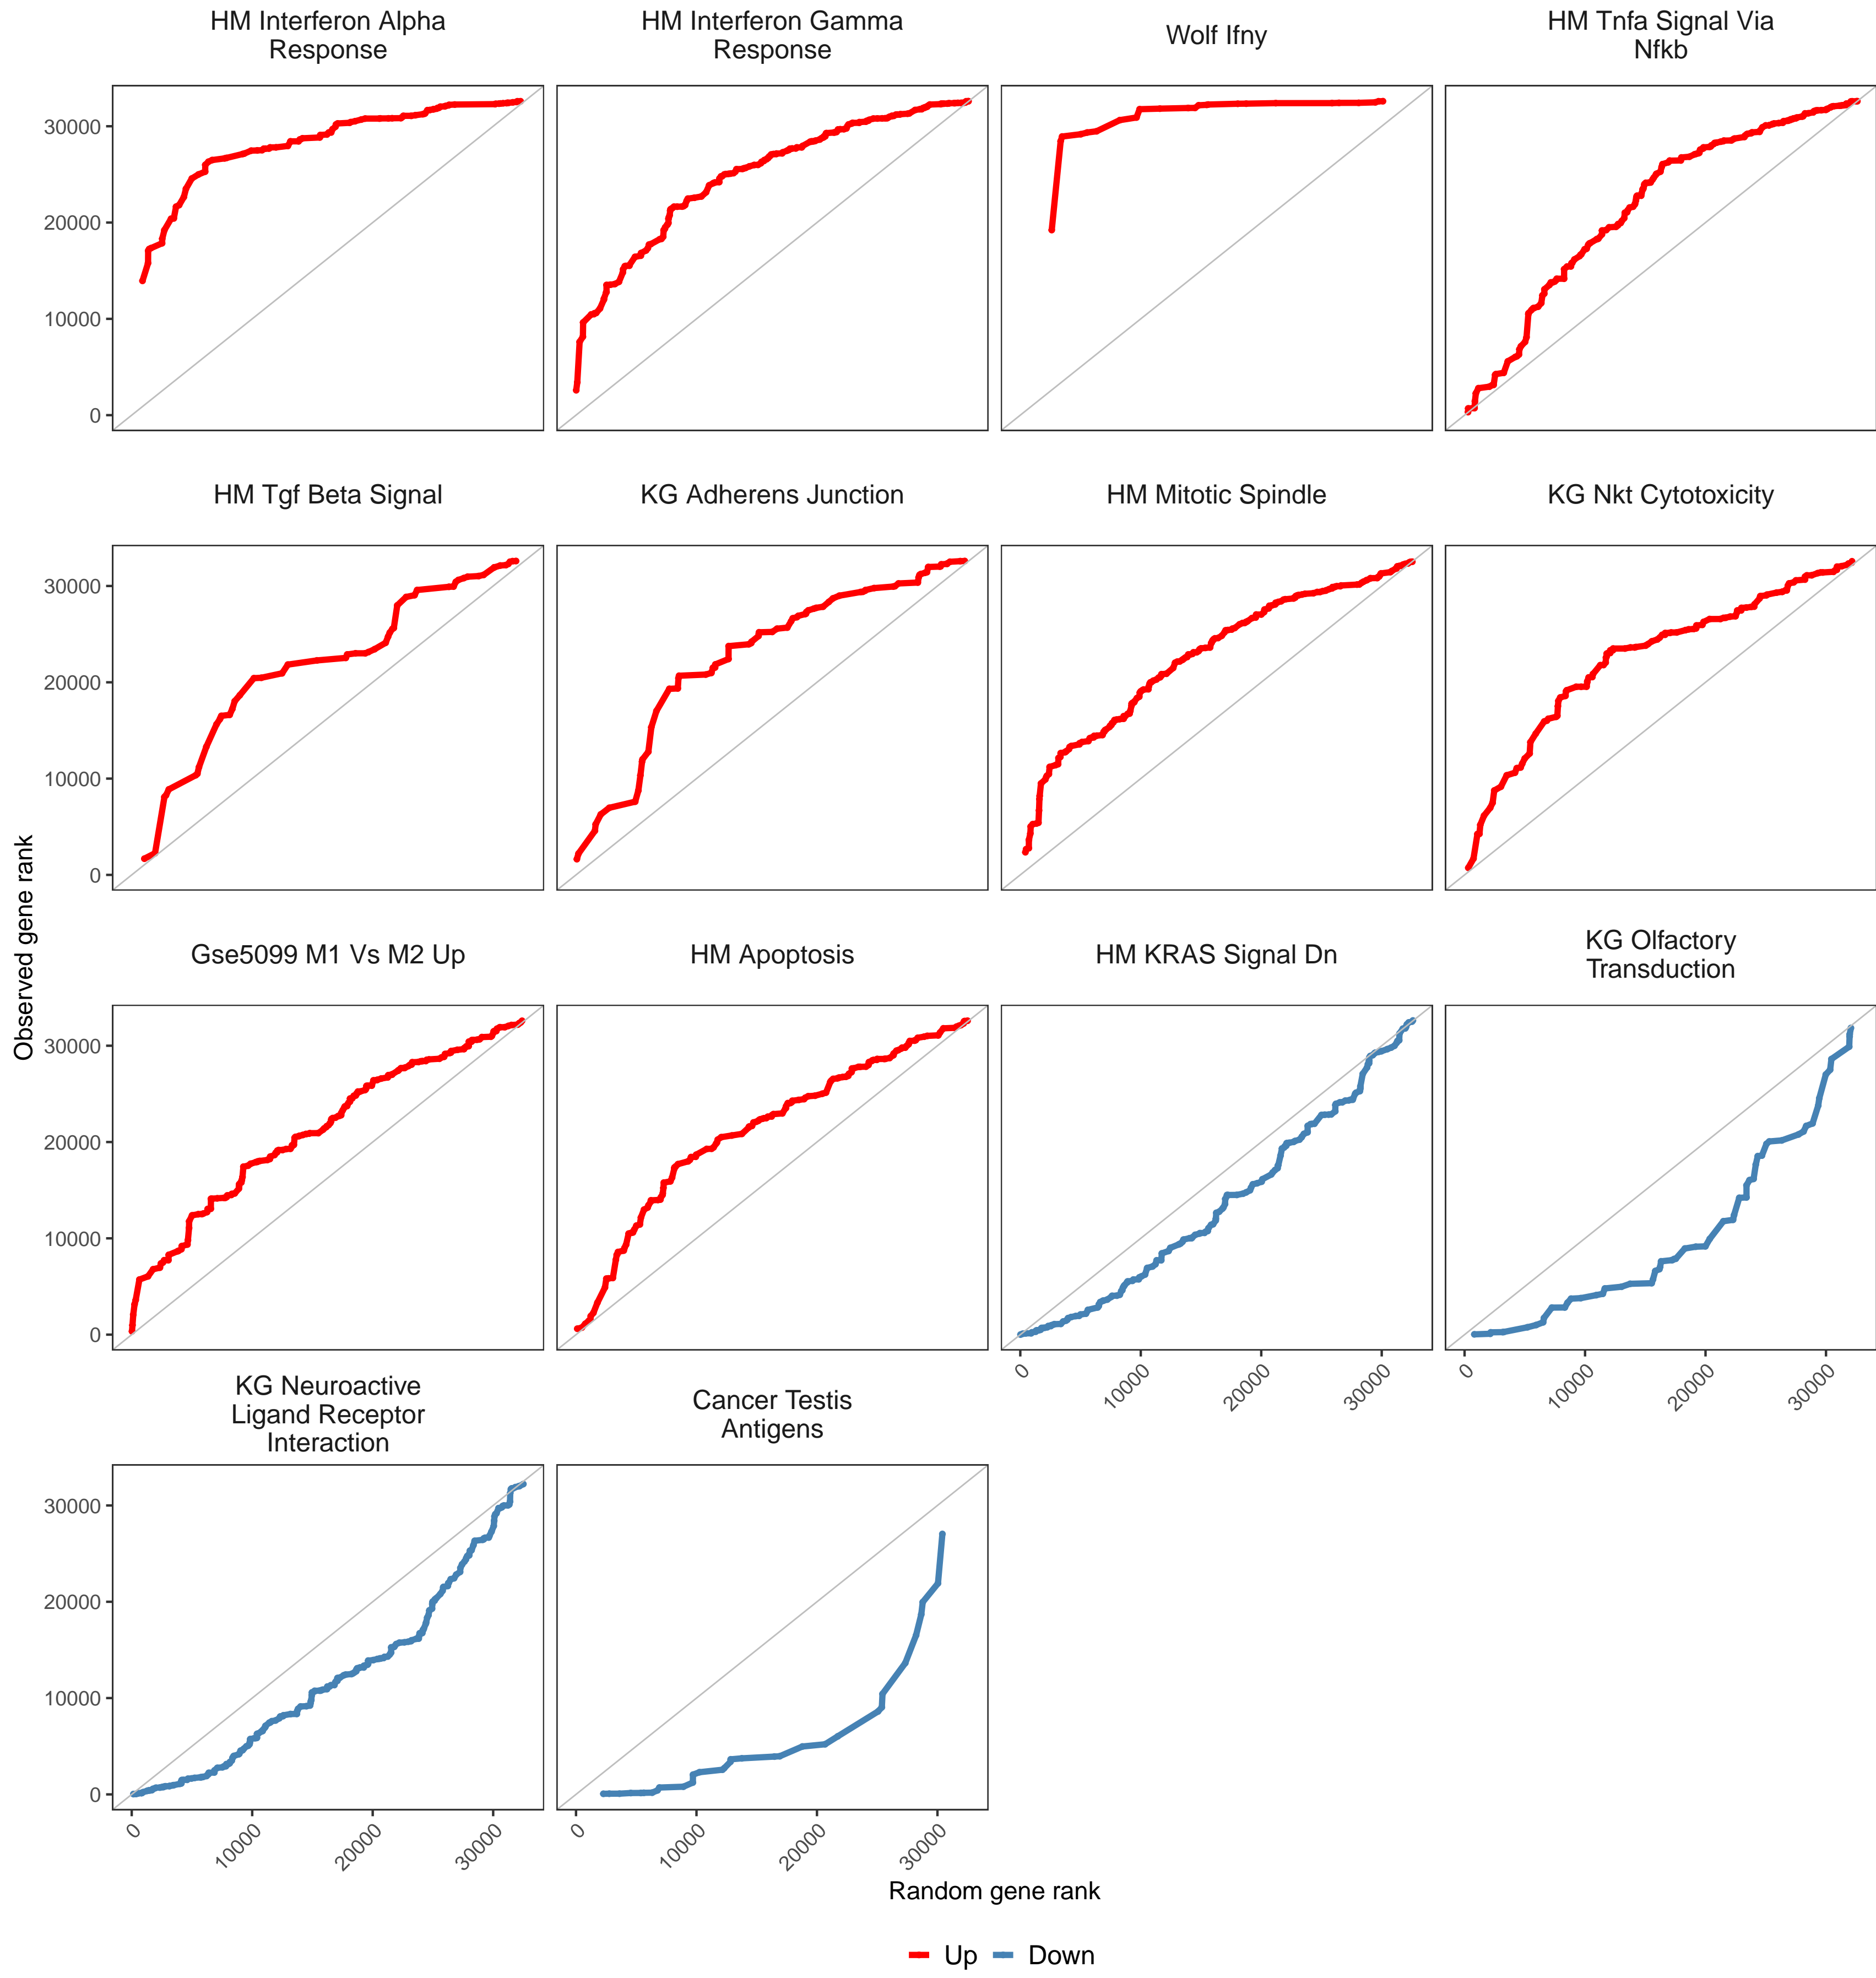 HM Interferon Alpha
Response
HM Interferon Gamma
Response
Wolf Ifny
HM Tnfa Signal Via
Nfkb
30000
20000
10000
0
HM Tgf Beta Signal
KG Adherens Junction
HM Mitotic Spindle
KG Nkt Cytotoxicity
30000
20000
10000
0
Observed gene rank
Gse5099 M1 Vs M2 Up
HM Apoptosis
HM KRAS Signal Dn
KG Olfactory
Transduction
30000
20000
10000
0
0
10000
20000
30000
0
10000
20000
30000
KG Neuroactive
Ligand Receptor
Interaction
Cancer Testis
Antigens
30000
20000
10000
0
0
10000
20000
30000
0
10000
20000
30000
Random gene rank
Up
Down